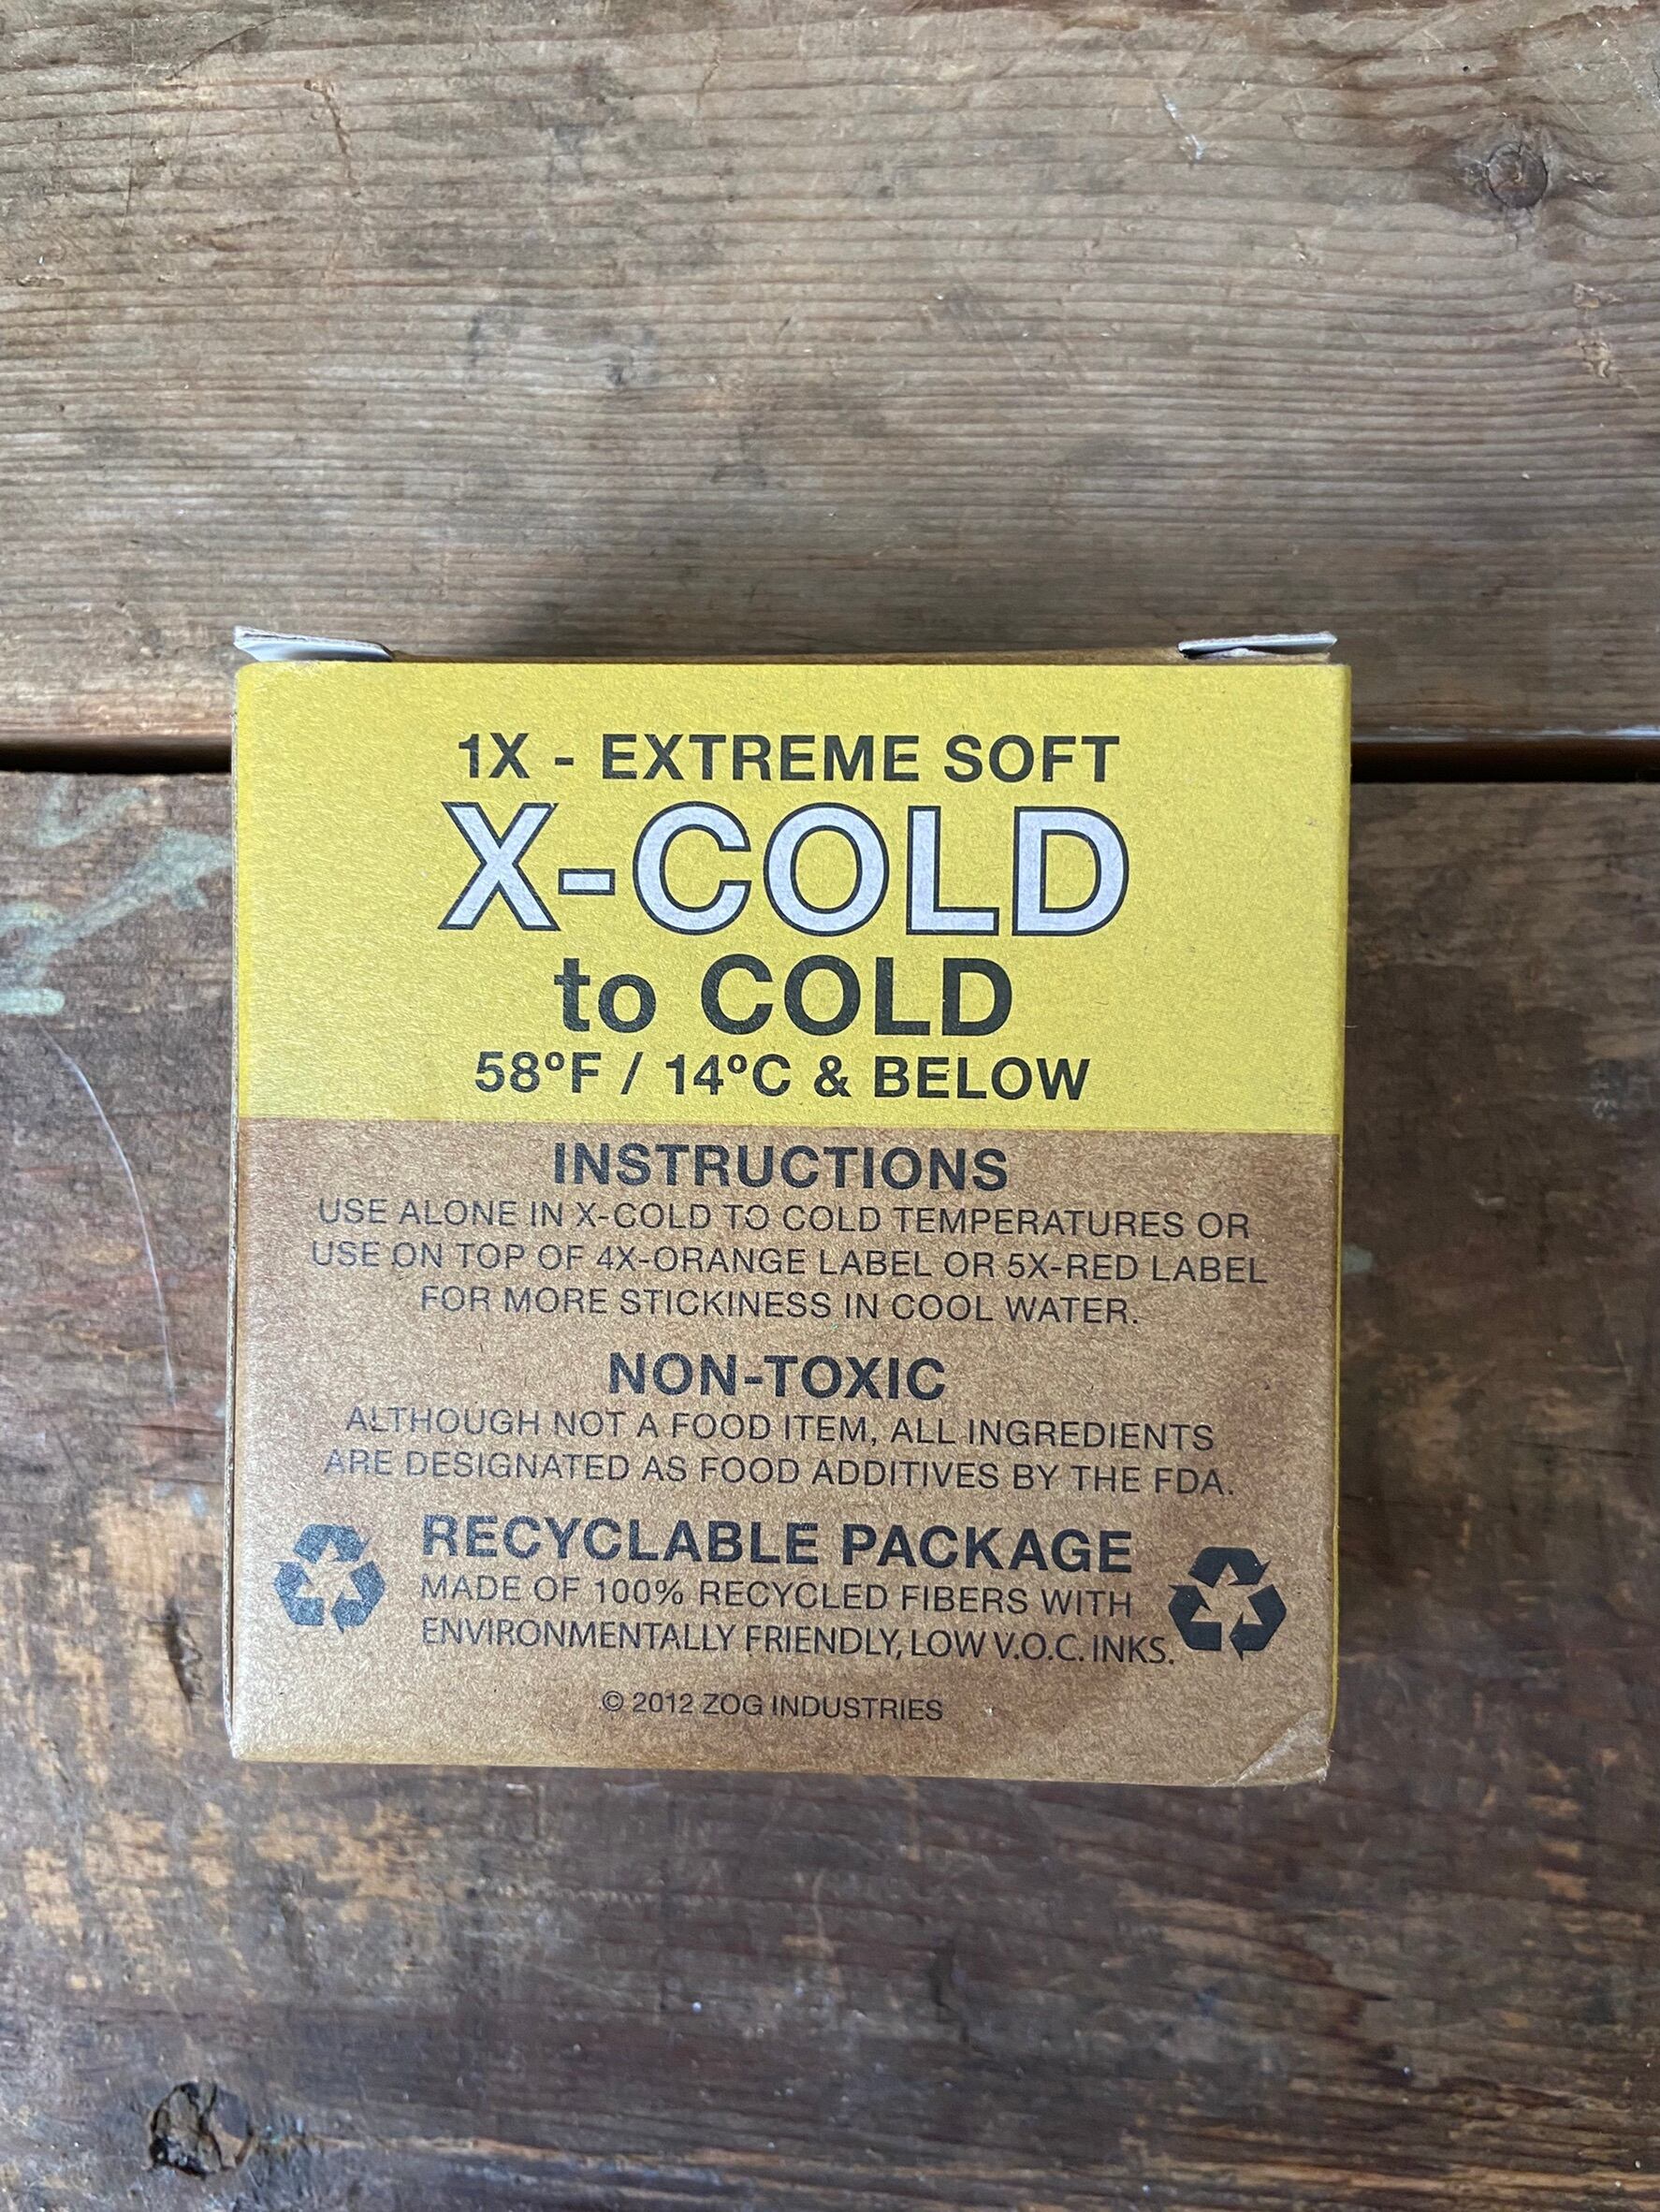 1X - EXTREME SOFT
X-COLD
to COLD
58ºF / 14ºC & BELOW
INSTRUCTIONS
USE ALONE IN X-COLD TO COLD TEMPERATURES OR
USE ON TOP OF 4X-ORANGE LABEL OR 5X-RED LABEL
FOR MORE STICKINESS IN COOL WATER.
NON-TOXIC
ALTHOUGH NOT A FOOD ITEM, ALL INGREDIENTS
ARE DESIGNATED AS FOOD ADDITIVES BY THE FDA.
RECYCLABLE PACKAGE
MADE OF 100% RECYCLED FIBERS WITH
ENVIRONMENTALLY FRIENDLY, LOW V.O.C. INKS.
© 2012 ZOG INDUSTRIES